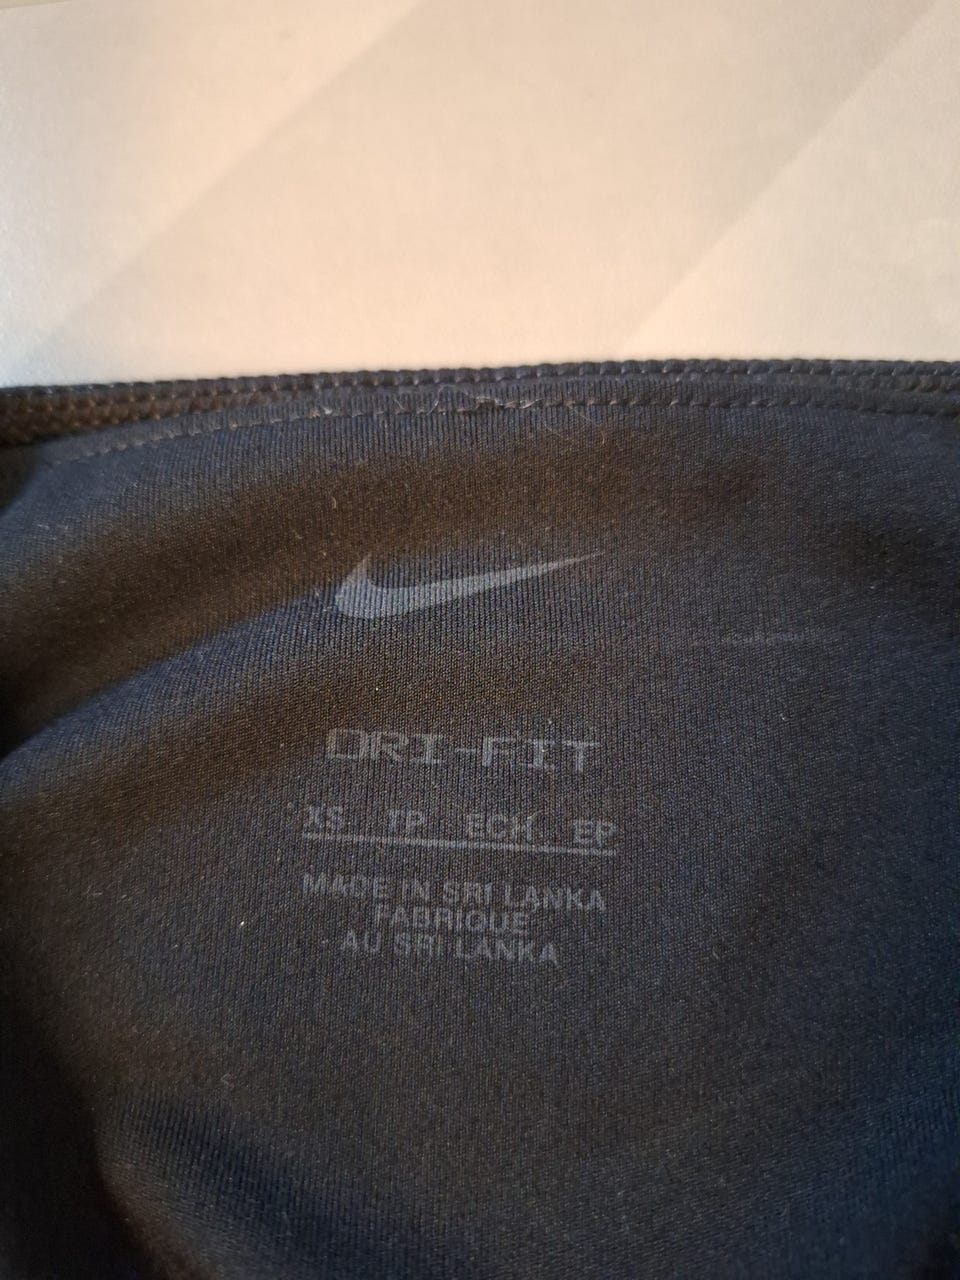 DRI-FIT
XS TP ECH EP
MADE IN SRI LANKA
FABRIQUE
AU SRI LANKA